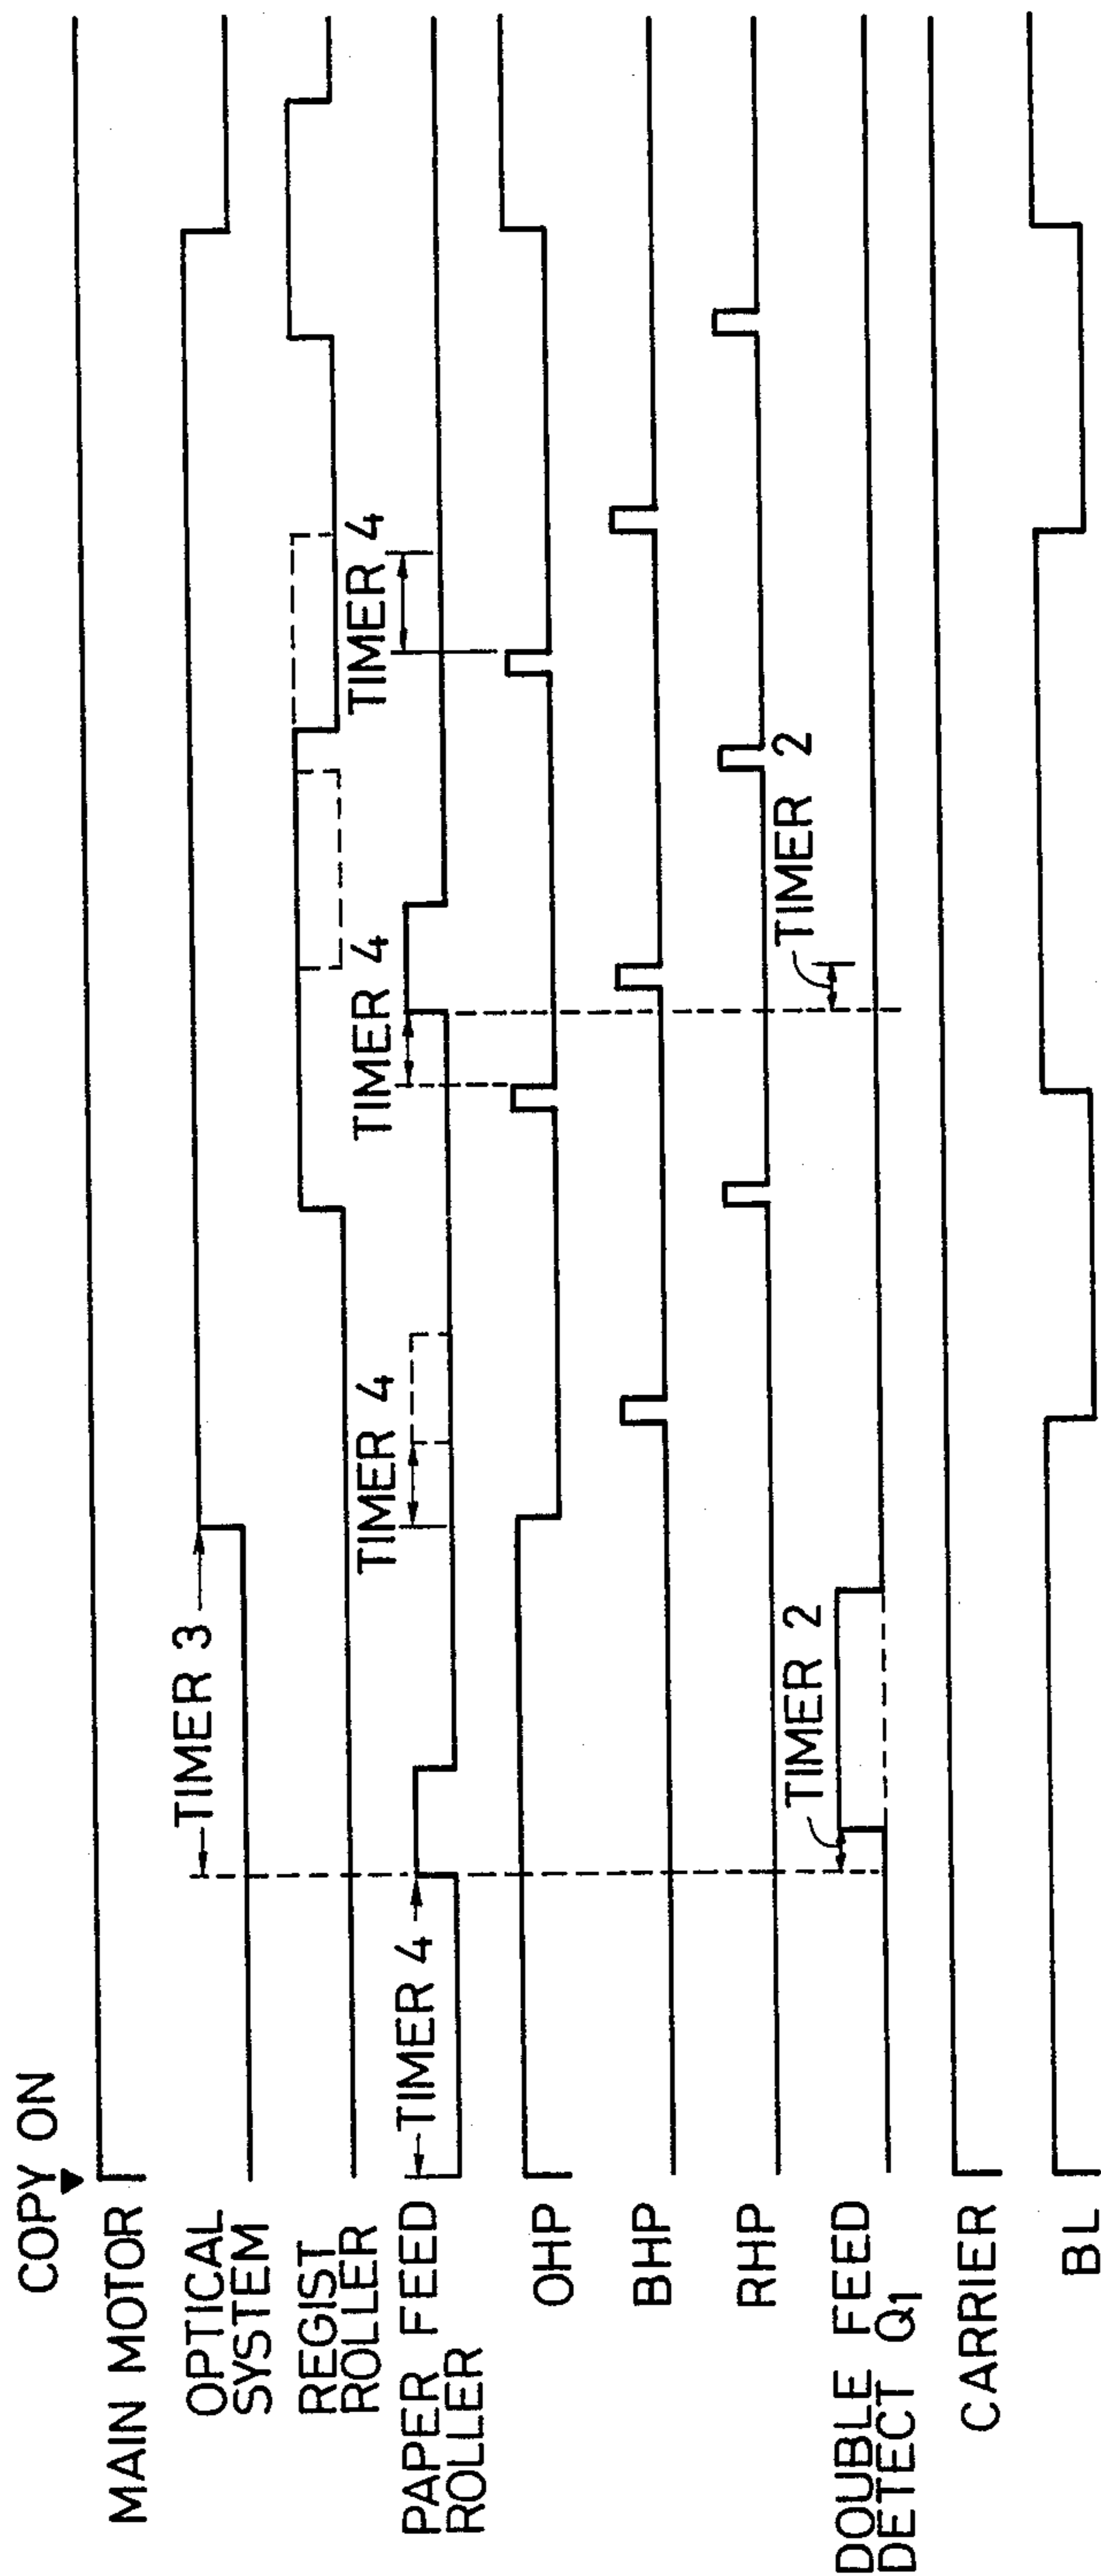 COPY ON
MAIN MOTOR
OPTICAL
SYSTEM
TIMER 3
REGIST
ROLLER
PAPER FEED
ROLLER
TIMER 4
TIMER 4
TIMER 4
TIMER 4
OHP
BHP
RHP
DOUBLE FEED
DETECT Q1
TIMER 2
TIMER 2
CARRIER
BL